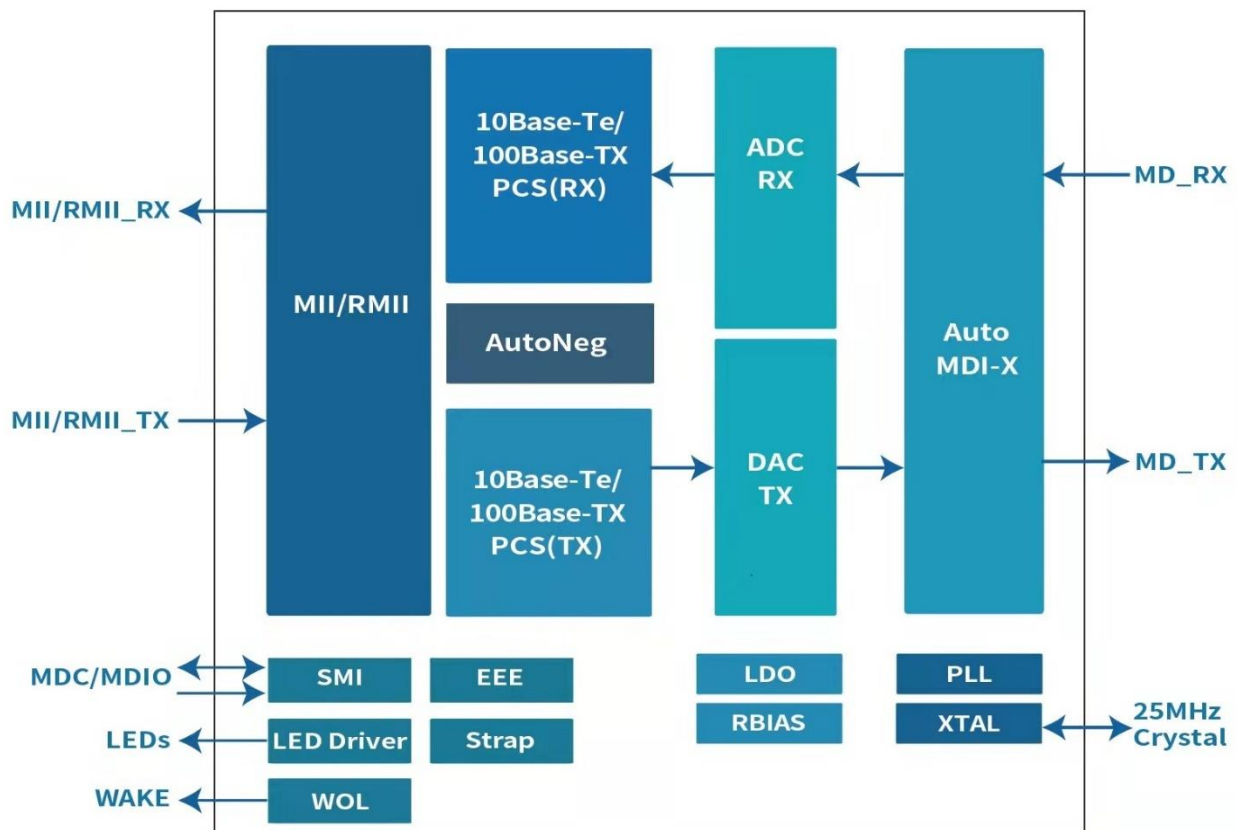 10Base-Te/
100Base-TX
PCS(RX)
ADC
RX
MD_RX
MII/RMII_RX
MII/RMII
AutoNeg
Auto
MDI-X
MII/RMII_TX
10Base-Te/
100Base-TX
PCS(TX)
DAC
TX
MD_TX
MDC/MDIO
SMI
EEE
LDO
PLL
LEDs
LED Driver
Strap
RBIAS
XTAL
25MHz
Crystal
WAKE
WOL